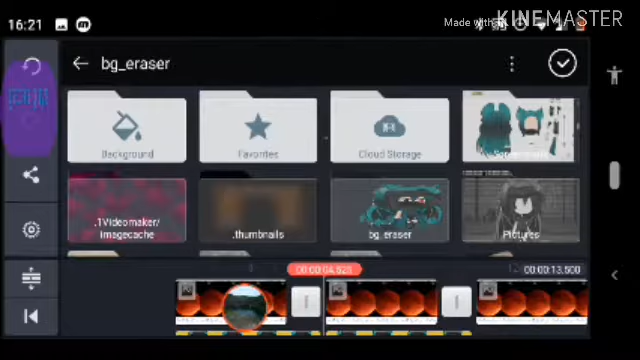 16:21
Made with
KINEMASTER
bg_eraser
Background
Favorites
Cloud Storage
.1Videomaker/
imagecache
.thumbnails
bg_eraser
Pictures
00:00:04.828
00:00:13.500